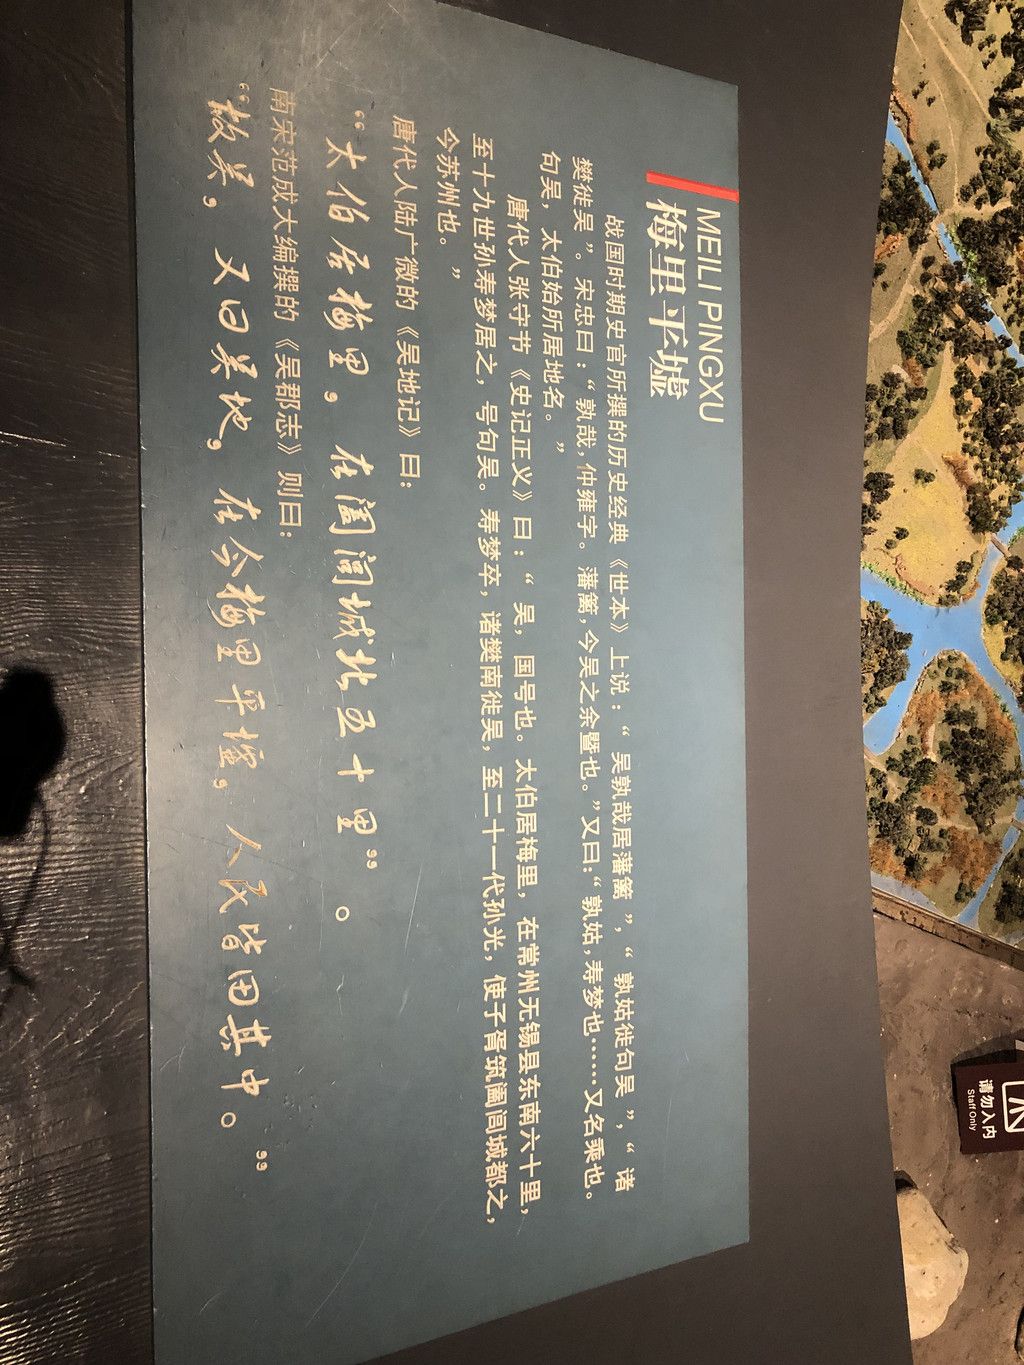 MEILI PINGXU
梅里平墟
战国时期史官所撰的历史经典《世本》上说：“吴孰哉居藩篱”，“孰姑徙句吴”，“诸
樊徙吴”。宋忠曰：“孰哉，仲雍字。藩篱，今吴之余暨也。”又曰：“孰姑，寿梦也……又名乘也。
句吴，太伯始所居地名。”
唐代人张守节《史记正义》曰：“吴，国号也。太伯居梅里，在常州无锡县东南六十里，
至十九世孙寿梦居之，号句吴。寿梦卒，诸樊南徙吴，至二十一代孙光，使子胥筑阖闾城都之，
今苏州也。”
唐代人陆广微的《吴地记》曰：
“太伯居梅里，在阖闾城北五十里”。
南宋范成大编撰的《吴郡志》则曰：
“故吴，又曰吴地，在今梅里平墟，人民皆田其中。”
请勿入内
Staff Only